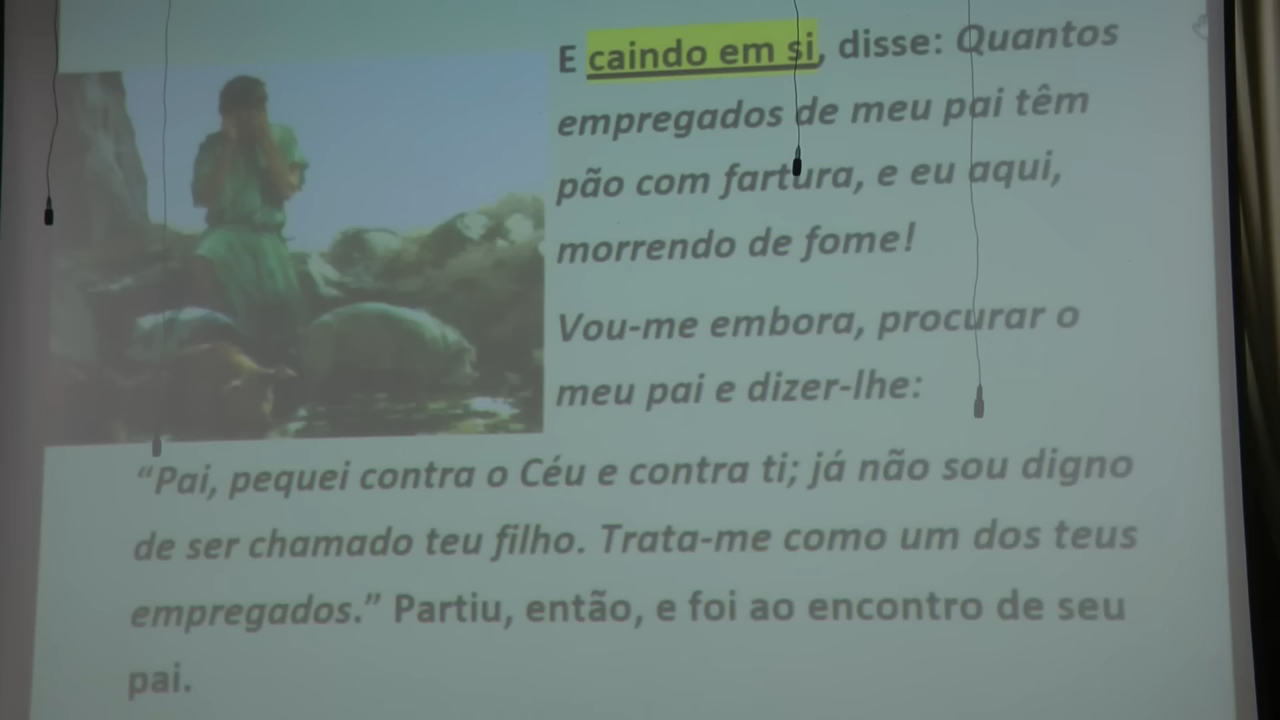 E caindo em si, disse: Quantos
empregados de meu pai têm
pão com fartura, e eu aqui,
morrendo de fome!
Vou-me embora, procurar o
meu pai e dizer-lhe:
“Pai, pequei contra o Céu e contra ti; já não sou digno
de ser chamado teu filho. Trata-me como um dos teus
empregados.” Partiu, então, e foi ao encontro de seu
pai.